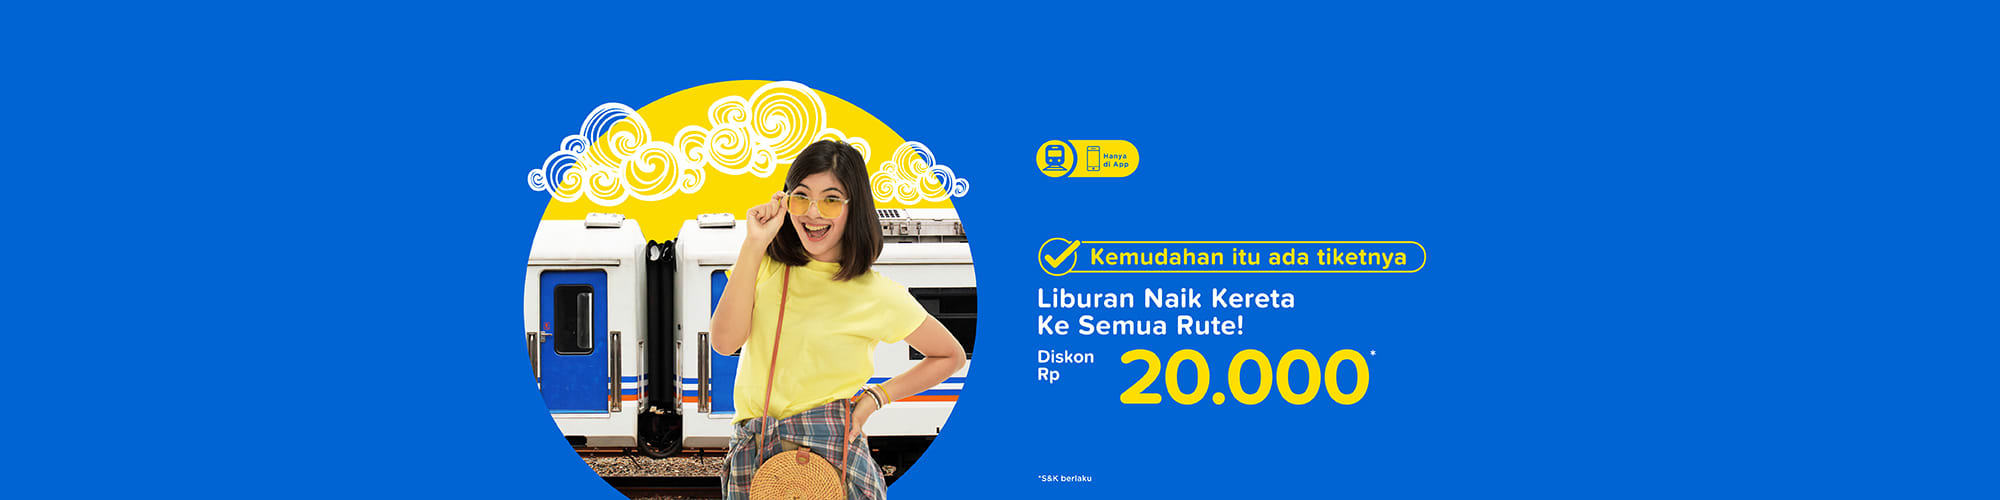 Hanya
di App
Kemudahan itu ada tiketnya
Liburan Naik Kereta
Ke Semua Rute!
Diskon
Rp
20.000*
*S&K berlaku